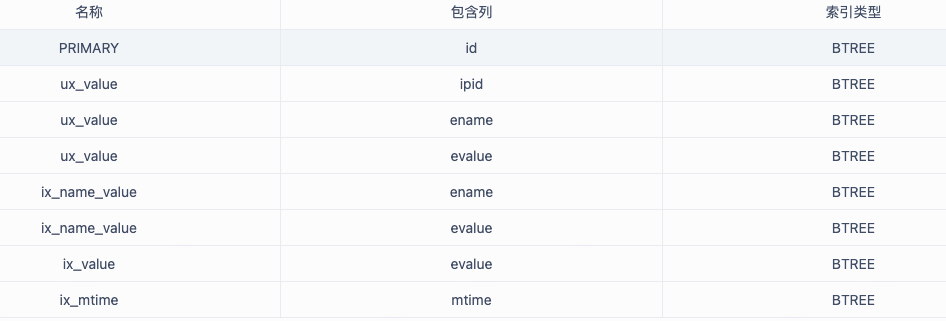 名称 包含列 索引类型
PRIMARY id BTREE
ux_value ipid BTREE
ux_value ename BTREE
ux_value evalue BTREE
ix_name_value ename BTREE
ix_name_value evalue BTREE
ix_value evalue BTREE
ix_mtime mtime BTREE